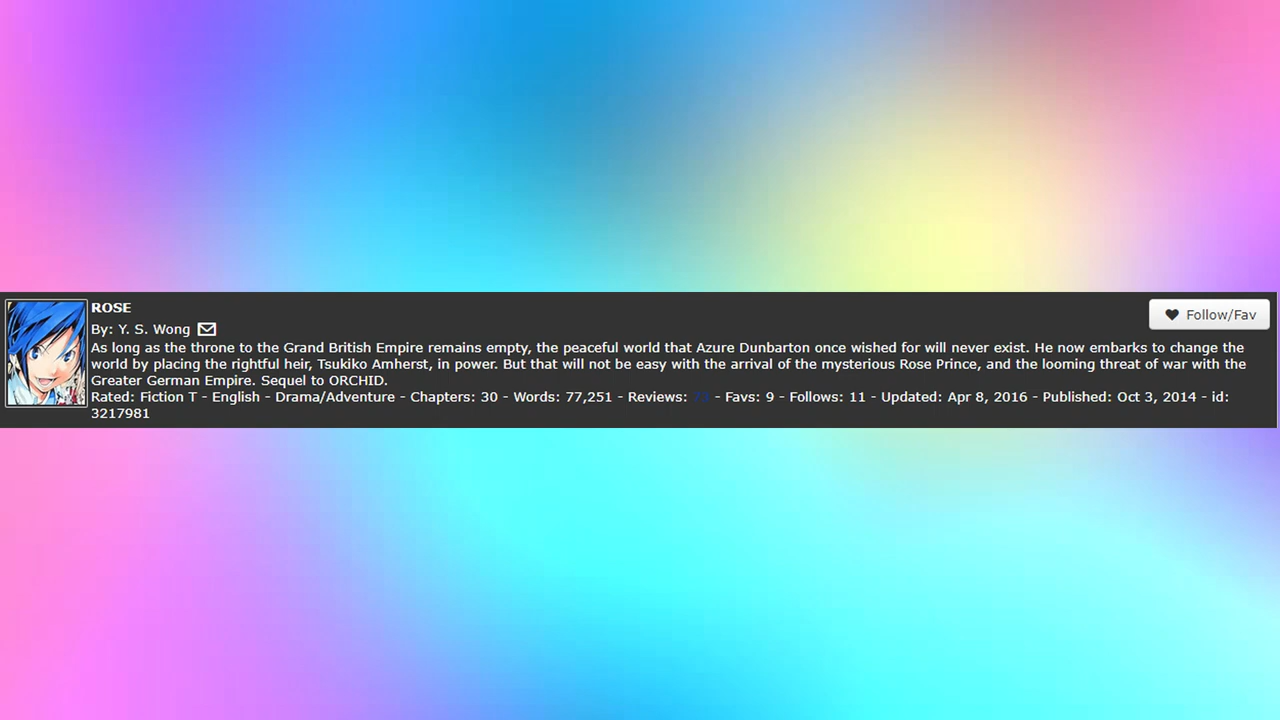 ROSE
Follow/Fav
By: Y. S. Wong
As long as the throne to the Grand British Empire remains empty, the peaceful world that Azure Dunbarton once wished for will never exist. He now embarks to change the
world by placing the rightful heir, Tsukiko Amherst, in power. But that will not be easy with the arrival of the mysterious Rose Prince, and the looming threat of war with the
Greater German Empire. Sequel to ORCHID.
Rated: Fiction T - English - Drama/Adventure - Chapters: 30 - Words: 77,251 - Reviews: - Favs: 9 - Follows: 11 - Updated: Apr 8, 2016 - Published: Oct 3, 2014 - id:
3217981